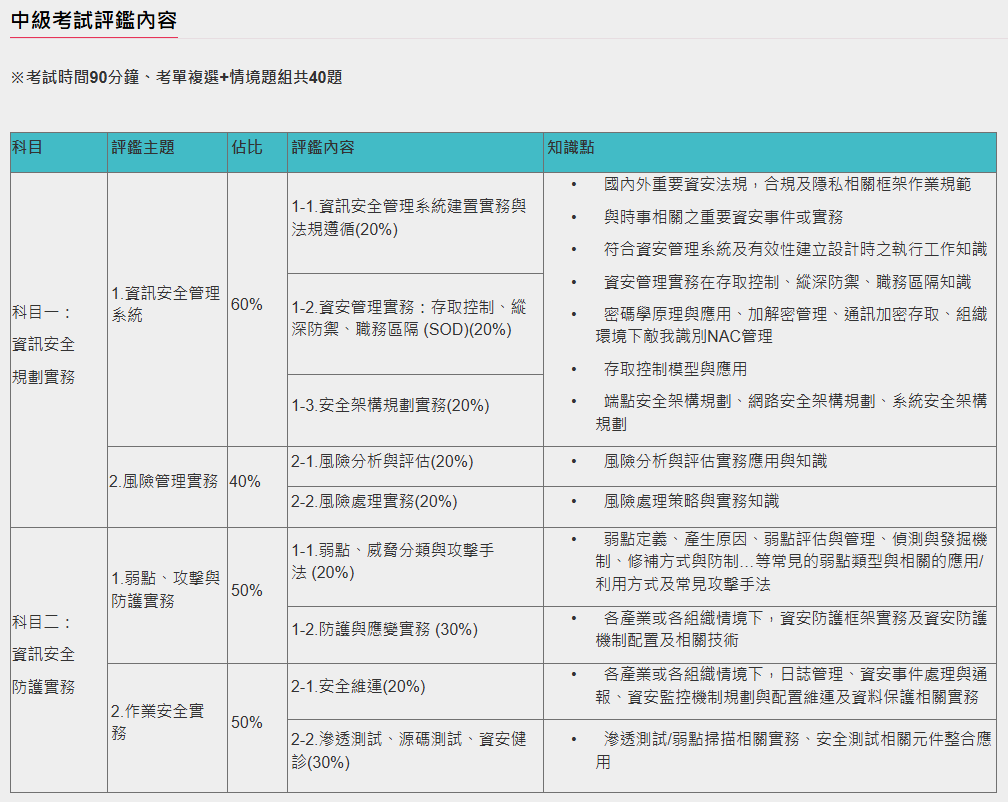 中級考試評鑑內容
※考試時間90分鐘、考單複選+情境題組共40題
科目 評鑑主題 佔比 評鑑內容 知識點
科目一：
資訊安全
規劃實務
1.資訊安全管理
系統
60%
1-1.資訊安全管理系統建置實務與
法規遵循(20%)
1-2.資安管理實務：存取控制、縱
深防禦、職務區隔 (SOD)(20%)
1-3.安全架構規劃實務(20%)
• 國內外重要資安法規，合規及隱私相關框架作業規範
• 與時事相關之重要資安事件或實務
• 符合資安管理系統及有效性建立設計時之執行工作知識
• 資安管理實務在存取控制、縱深防禦、職務區隔知識
• 密碼學原理與應用、加解密管理、通訊加密存取、組織
環境下敵我識別NAC管理
• 存取控制模型與應用
• 端點安全架構規劃、網路安全架構規劃、系統安全架構
規劃
2.風險管理實務
40%
2-1.風險分析與評估(20%)
• 風險分析與評估實務應用與知識
2-2.風險處理實務(20%)
• 風險處理策略與實務知識
科目二：
資訊安全
防護實務
1.弱點、攻擊與
防護實務
50%
1-1.弱點、威脅分類與攻擊手
法 (20%)
• 弱點定義、產生原因、弱點評估與管理、偵測與發掘機
制、修補方式與防制...等常見的弱點類型與相關的應用/
利用方式及常見攻擊手法
1-2.防護與應變實務 (30%)
• 各產業或各組織情境下，資安防護框架實務及資安防護
機制配置及相關技術
2.作業安全實
務
50%
2-1.安全維運(20%)
• 各產業或各組織情境下，日誌管理、資安事件處理與通
報、資安監控機制規劃與配置維運及資料保護相關實務
2-2.滲透測試、源碼測試、資安健
診(30%)
• 滲透測試/弱點掃描相關實務、安全測試相關元件整合應
用